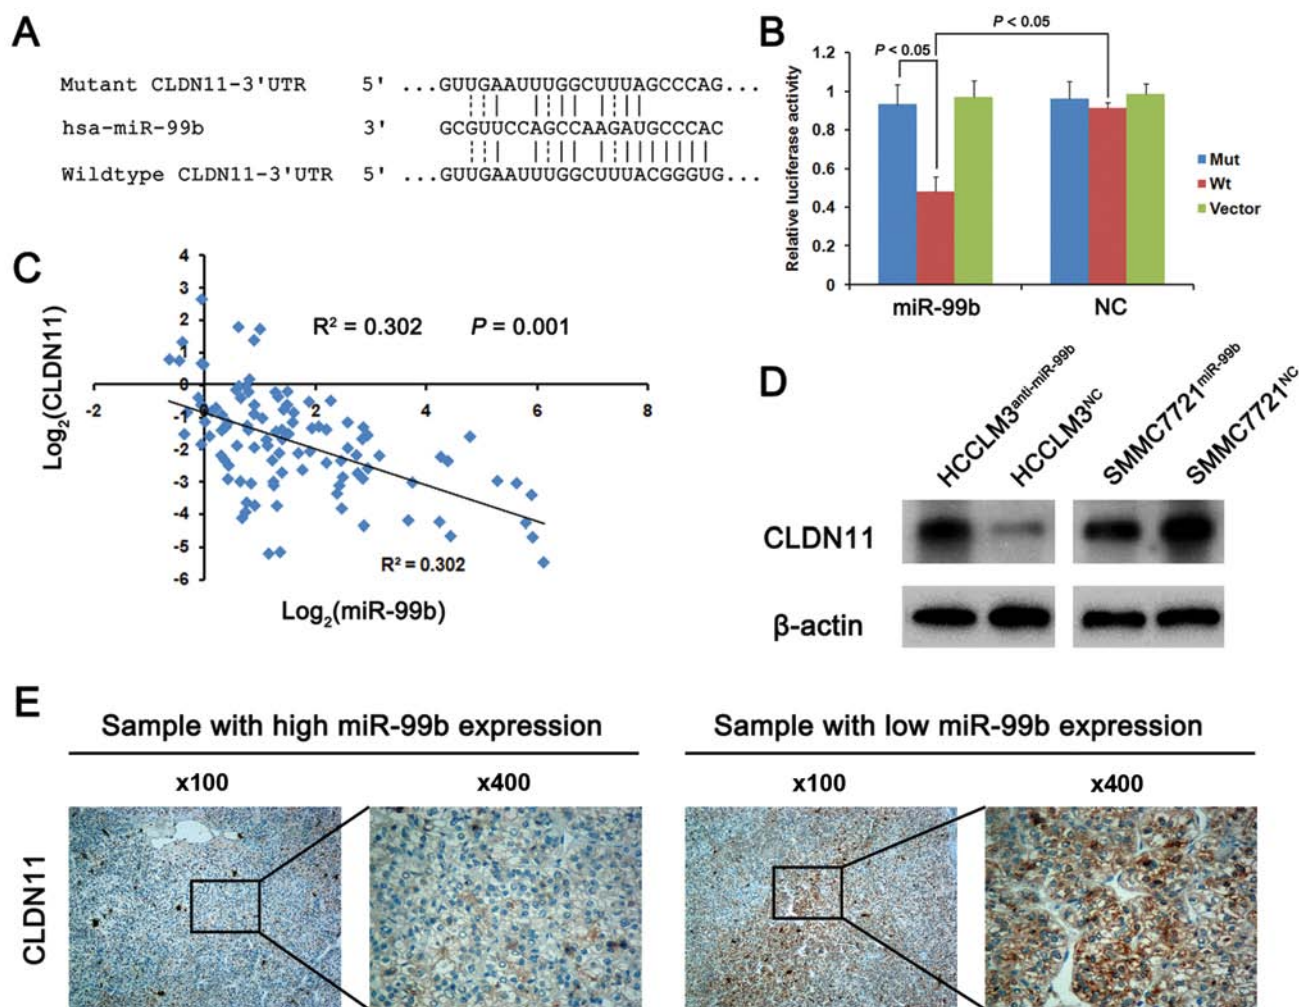 A
Mutant CLDN11-3'UTR 5' ...GUUGAAUUUGGCUUUAGCCCAG...
hsa-miR-99b 3' GCGUUCCAGCCAAGAUGCCCAC
Wildtype CLDN11-3'UTR 5' ...GUUGAAUUUGGCUUUACGGGUG...
B
P < 0.05
P < 0.05
Relative luciferase activity
1.2
1
0.8
0.6
0.4
0.2
0
miR-99b NC
Mut
Wt
Vector
C
Log2(CLDN11)
4
3
2
1
0
-1
-2
-3
-4
-5
-6
-2 0 2 4 6 8
R² = 0.302 P = 0.001
R² = 0.302
Log2(miR-99b)
D
HCCLM3anti-miR-99b
HCCLM3NC
SMMC7721miR-99b
SMMC7721NC
CLDN11
β-actin
E
Sample with high miR-99b expression
x100 x400
Sample with low miR-99b expression
x100 x400
CLDN11